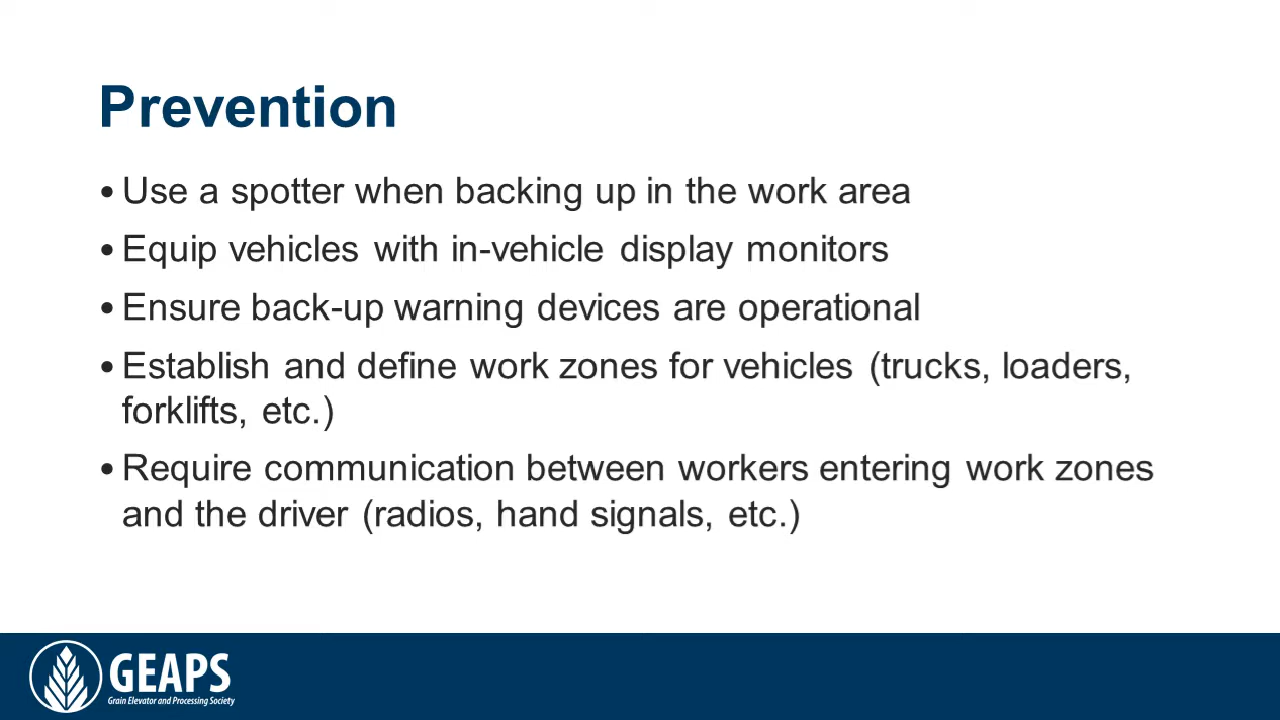 Prevention
• Use a spotter when backing up in the work area
• Equip vehicles with in-vehicle display monitors
• Ensure back-up warning devices are operational
• Establish and define work zones for vehicles (trucks, loaders,
forklifts, etc.)
• Require communication between workers entering work zones
and the driver (radios, hand signals, etc.)
GEAPS
Grain Elevator and Processing Society